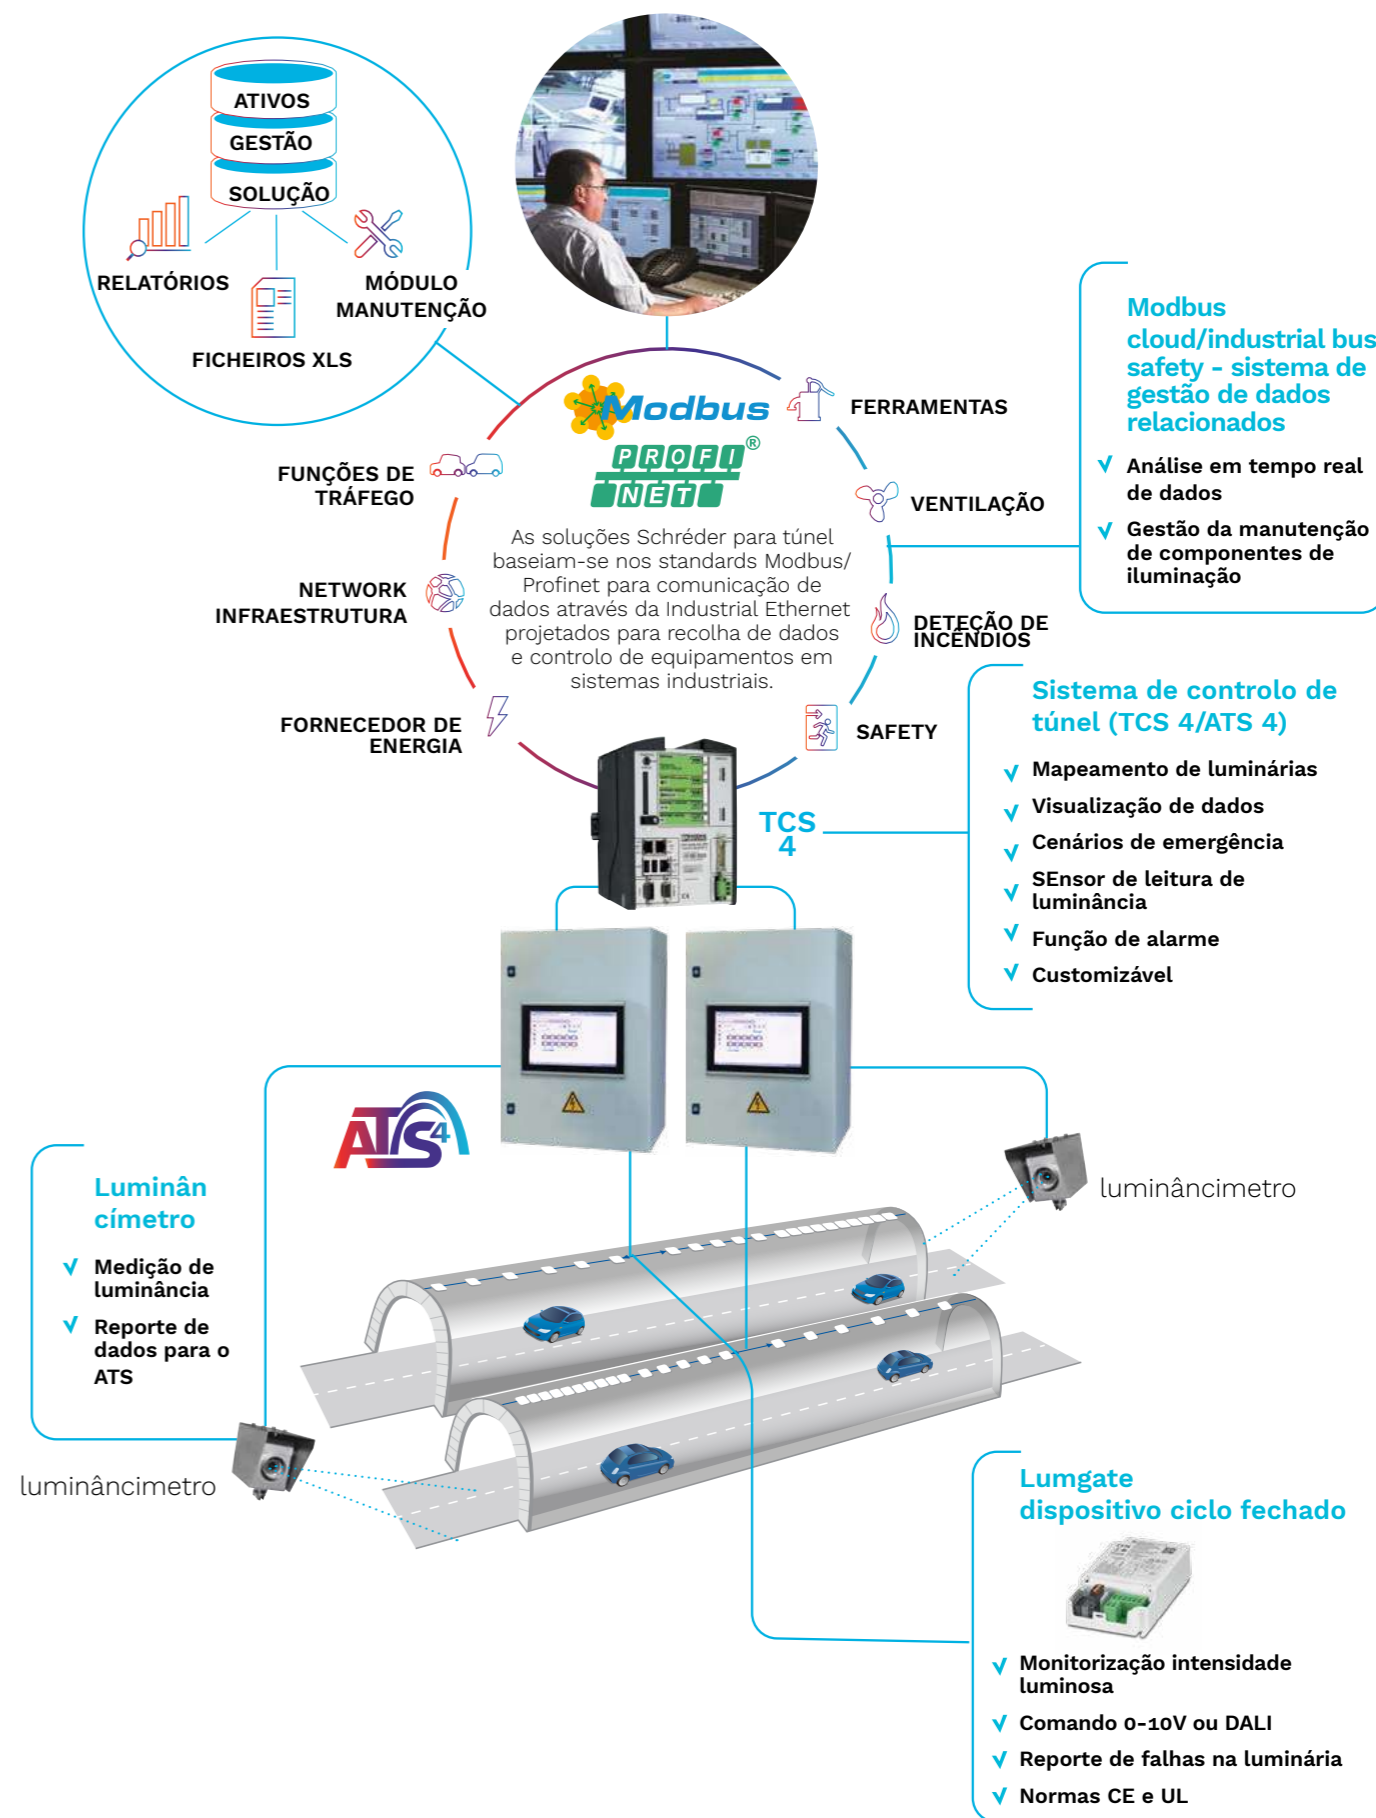 ATIVOS
GESTÃO
SOLUÇÃO
RELATÓRIOS
MÓDULO
MANUTENÇÃO
FICHEIROS XLS
Modbus
PROFI®
NET
FERRAMENTAS
FUNÇÕES DE
TRÁFEGO
VENTILAÇÃO
As soluções Schréder para túnel
baseiam-se nos standards Modbus/
Profinet para comunicação de
dados através da Industrial Ethernet
projetados para recolha de dados
e controlo de equipamentos em
sistemas industriais.
NETWORK
INFRAESTRUTURA
DETEÇÃO DE
INCÊNDIOS
FORNECEDOR DE
ENERGIA
SAFETY
Modbus
cloud/industrial bus
safety - sistema de
gestão de dados
relacionados
Análise em tempo real
de dados
Gestão da manutenção
de componentes de
iluminação
TCS
4
Sistema de controlo de
túnel (TCS 4/ATS 4)
Mapeamento de luminárias
Visualização de dados
Cenários de emergência
SEnsor de leitura de
luminância
Função de alarme
Customizável
ATS4
Luminân
címetro
Medição de
luminância
Reporte de
dados para o
ATS
luminâncimetro
luminâncimetro
Lumgate
dispositivo ciclo fechado
Monitorização intensidade
luminosa
Comando 0-10V ou DALI
Reporte de falhas na luminária
Normas CE e UL